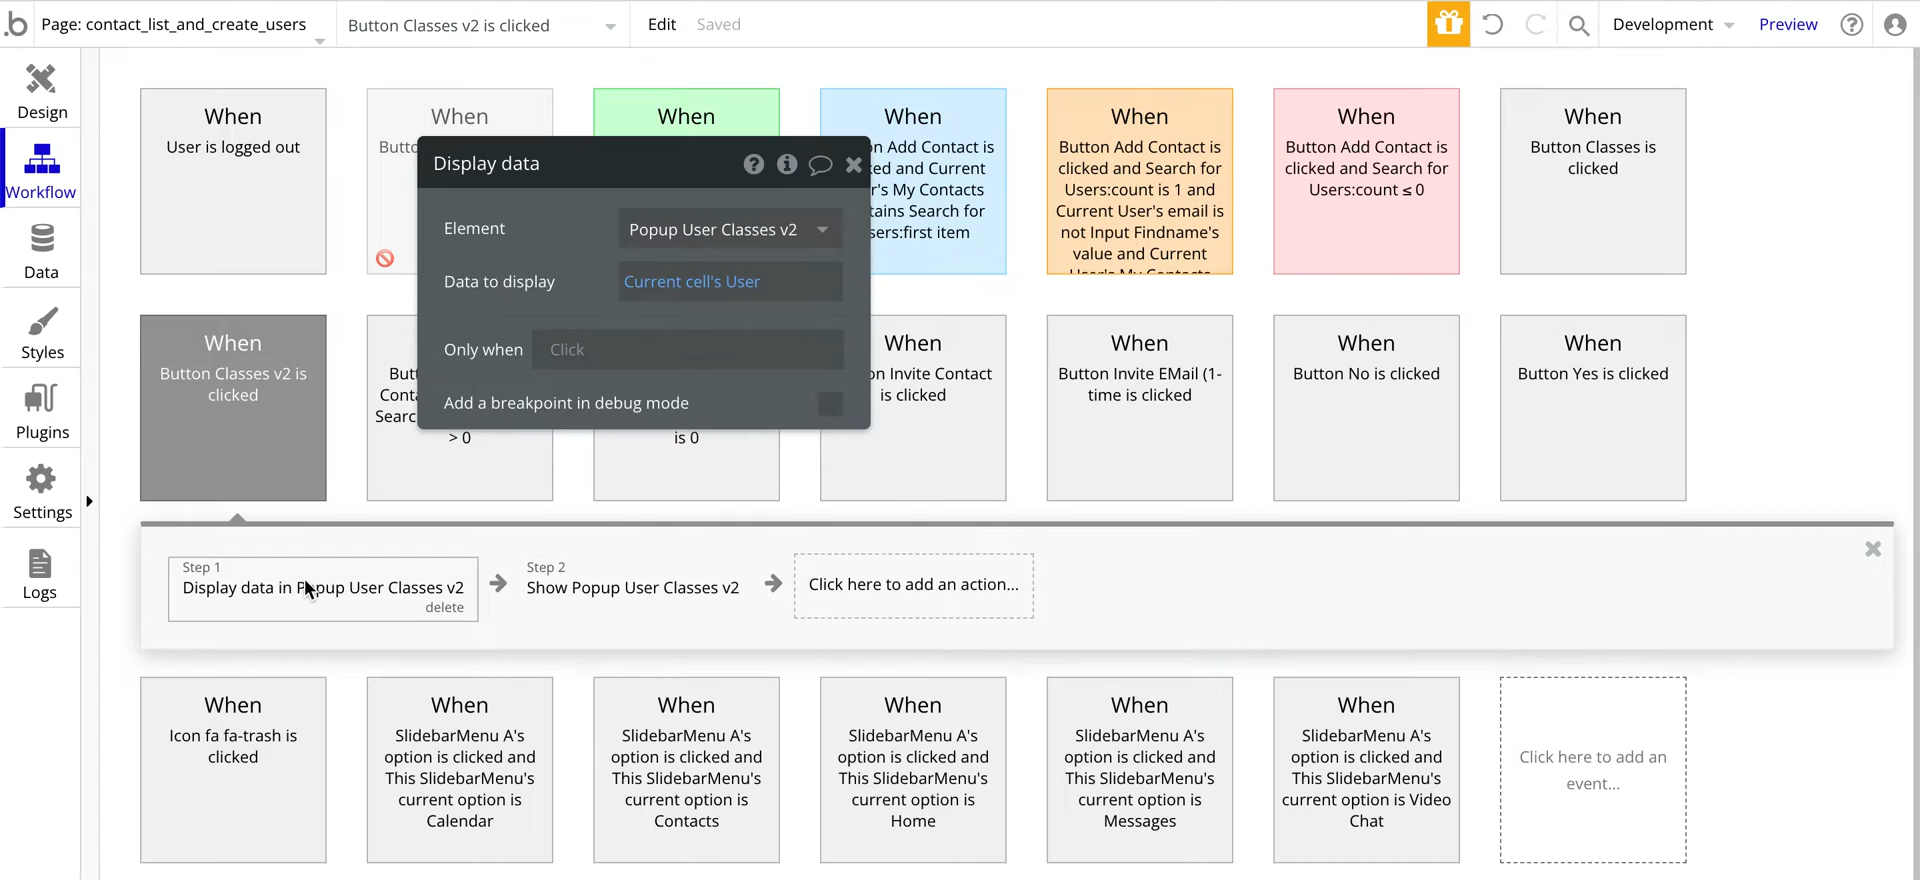 Page: contact_list_and_create_users
Button Classes v2 is clicked
Edit
Saved
Development
Preview
Design
Workflow
Data
Styles
Plugins
Settings
Logs
When
User is logged out
When
When
When
Button Add Contact is
clicked and Search for
Users:count is 1 and
Current User's email is
not Input Findname's
value and Current
When
Button Add Contact is
clicked and Search for
Users:count ≤ 0
When
Button Classes is
clicked
When
n Add Contact is
ed and Current
r's My Contacts
tains Search for
sers:first item
Display data
Element
Popup User Classes v2
Data to display
Current cell's User
Only when
Click
Add a breakpoint in debug mode
When
Button Classes v2 is
clicked
> 0
is 0
When
on Invite Contact
is clicked
When
Button Invite EMail (1-
time is clicked
When
Button No is clicked
When
Button Yes is clicked
Step 1
Display data in Popup User Classes v2
delete
Step 2
Show Popup User Classes v2
Click here to add an action...
When
Icon fa fa-trash is
clicked
When
SlidebarMenu A's
option is clicked and
This SlidebarMenu's
current option is
Calendar
When
SlidebarMenu A's
option is clicked and
This SlidebarMenu's
current option is
Contacts
When
SlidebarMenu A's
option is clicked and
This SlidebarMenu's
current option is
Home
When
SlidebarMenu A's
option is clicked and
This SlidebarMenu's
current option is
Messages
When
SlidebarMenu A's
option is clicked and
This SlidebarMenu's
current option is Video
Chat
Click here to add an
event...